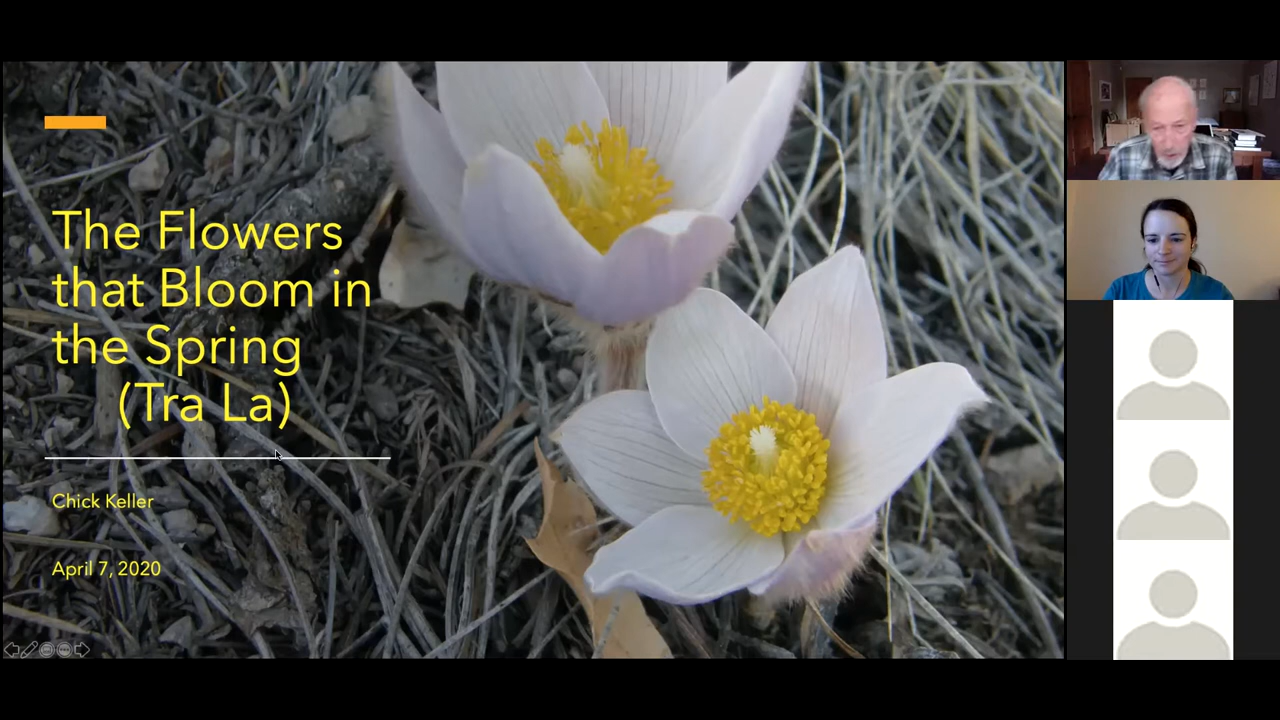 The Flowers
that Bloom in
the Spring
(Tra La)
Chick Keller
April 7, 2020